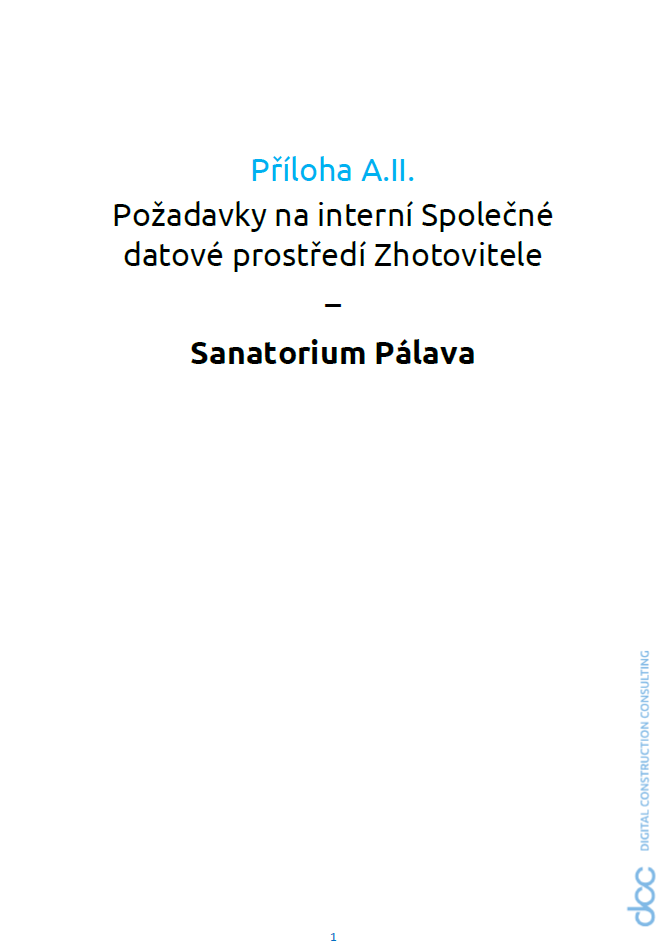 Příloha A.II.
Požadavky na interní Společné
datové prostředí Zhotovitele
–
Sanatorium Pálava
DIGITAL CONSTRUCTION CONSULTING
dcc
1